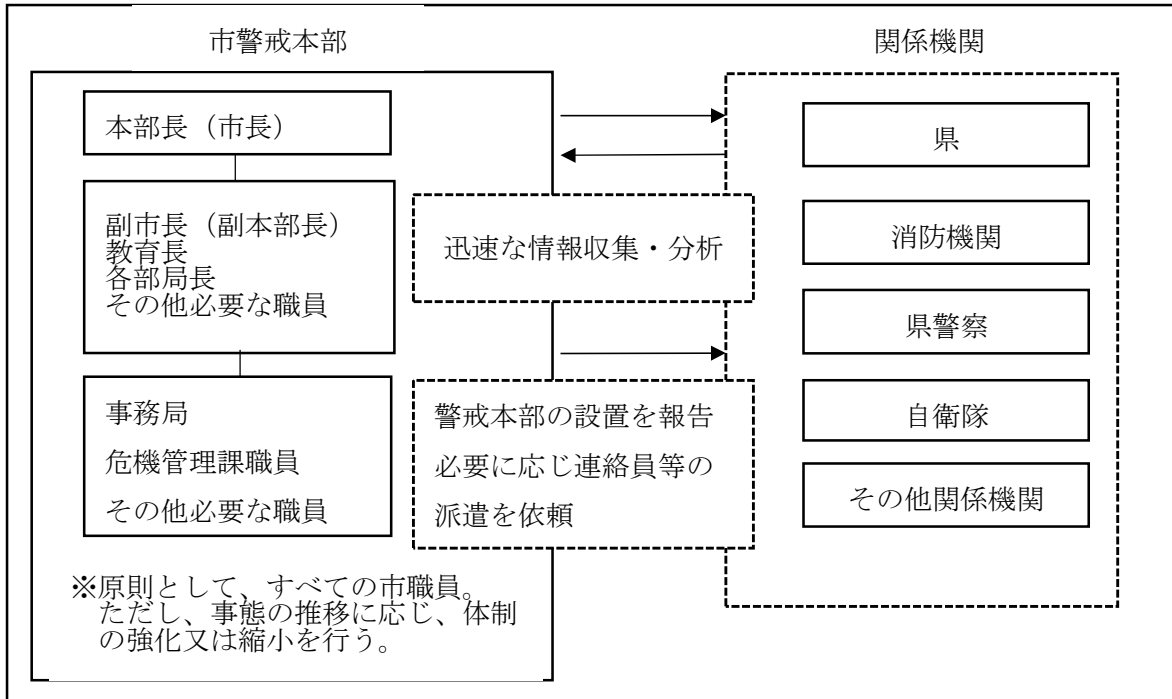 市警戒本部
本部長（市長）
副市長（副本部長）
教育長
各部局長
その他必要な職員
事務局
危機管理課職員
その他必要な職員
※原則として、すべての市職員。
ただし、事態の推移に応じ、体制
の強化又は縮小を行う。
迅速な情報収集・分析
警戒本部の設置を報告
必要に応じ連絡員等の
派遣を依頼
関係機関
県
消防機関
県警察
自衛隊
その他関係機関